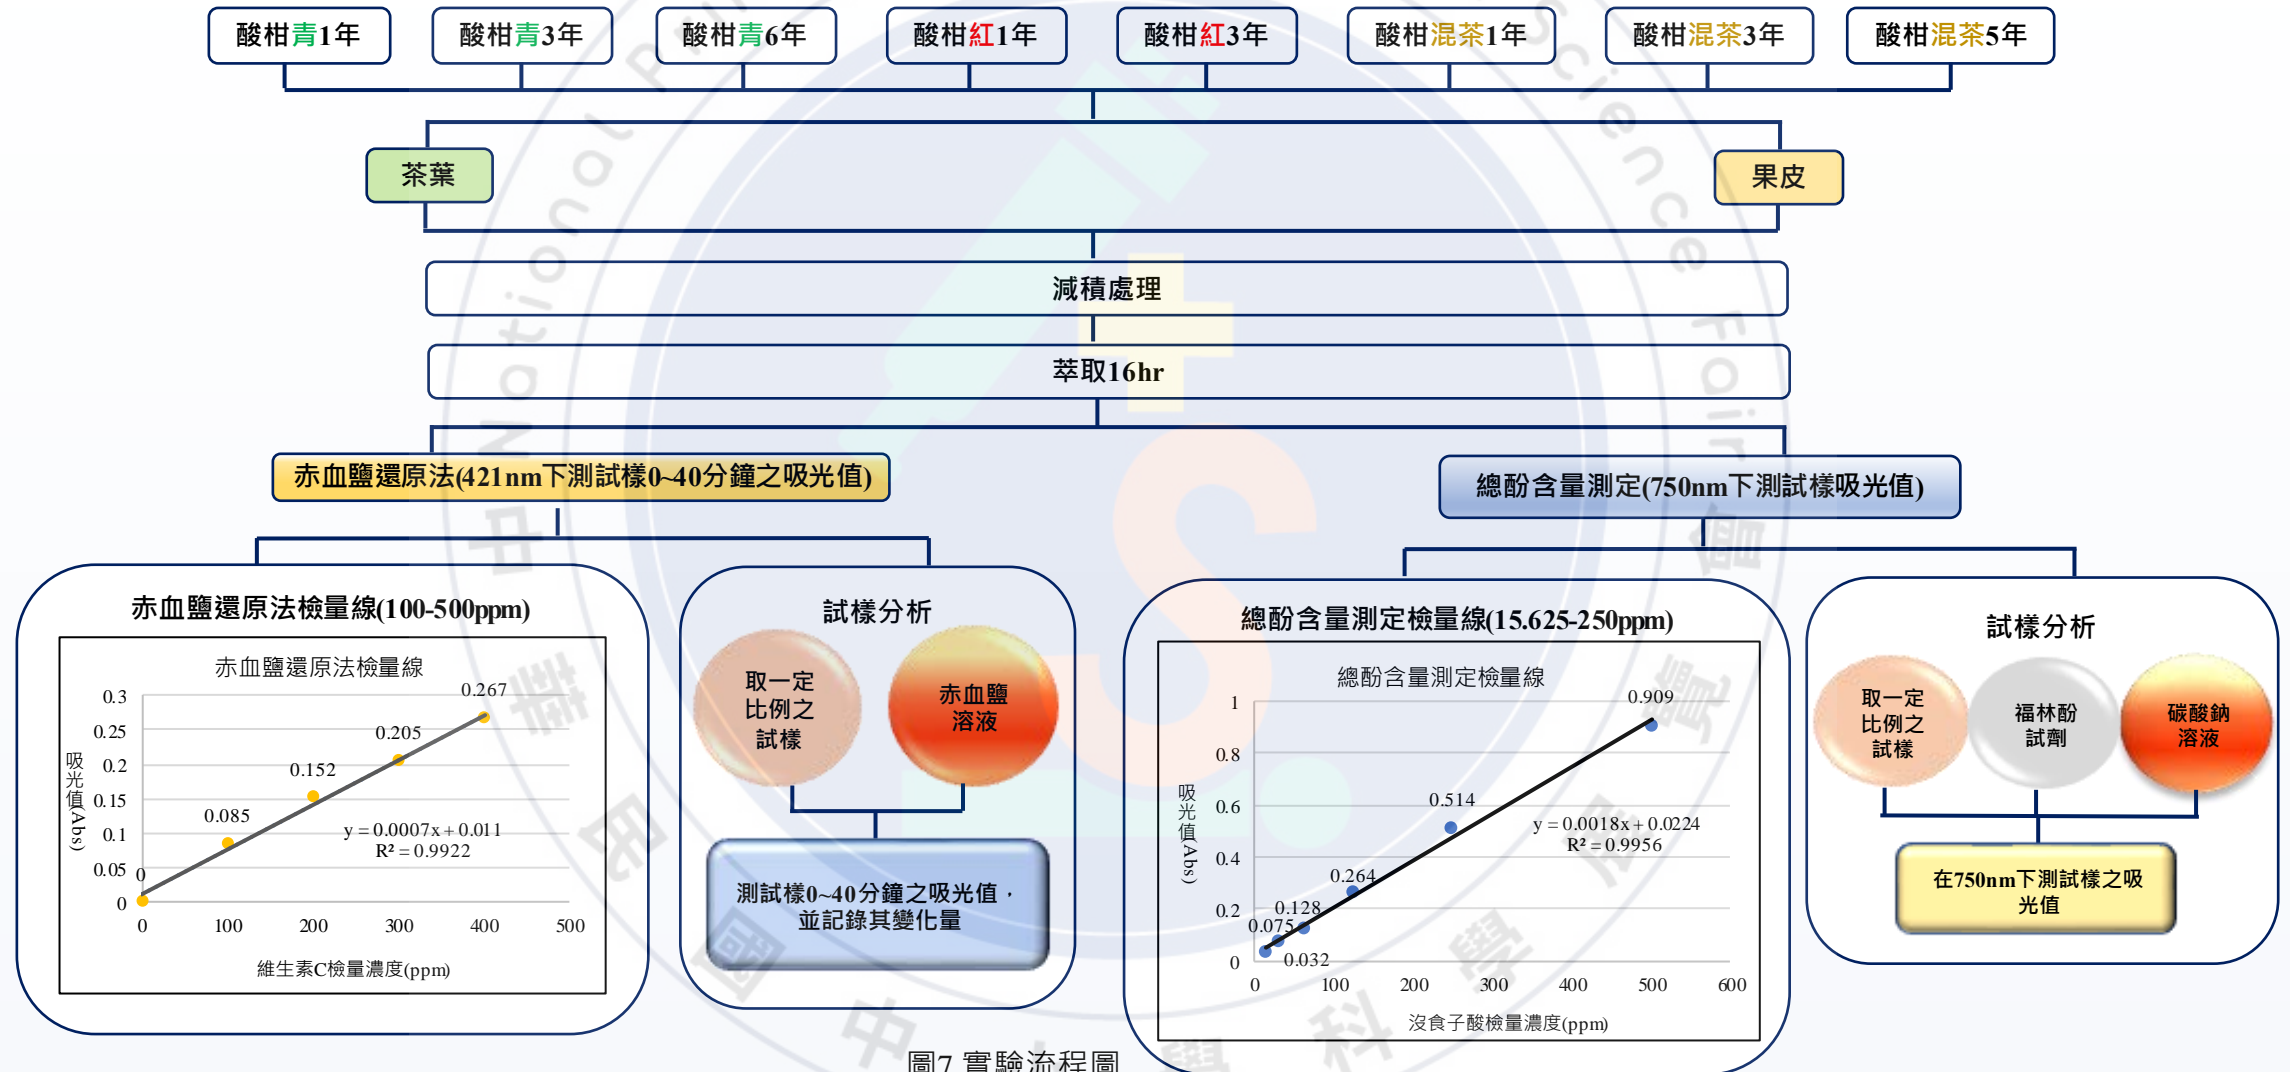 酸柑青1年
酸柑青3年
酸柑青6年
酸柑紅1年
酸柑紅3年
酸柑混茶1年
酸柑混茶3年
酸柑混茶5年
茶葉
果皮
減積處理
萃取16hr
赤血鹽還原法(421nm下測試樣0~40分鐘之吸光值)
總酚含量測定(750nm下測試樣吸光值)
赤血鹽還原法檢量線(100-500ppm)
赤血鹽還原法檢量線
0.3
0.25
0.2
0.15
0.1
0.05
0
吸光值(Abs)
0
0.085
0.152
0.205
0.267
y = 0.0007x + 0.011
R² = 0.9922
0
100
200
300
400
500
維生素C檢量濃度(ppm)
試樣分析
取一定
比例之
試樣
赤血鹽
溶液
測試樣0~40分鐘之吸光值，
並記錄其變化量
總酚含量測定檢量線(15.625-250ppm)
總酚含量測定檢量線
1
0.8
0.6
0.4
0.2
0
吸光值(Abs)
0.032
0.075
0.128
0.264
0.514
0.909
y = 0.0018x + 0.0224
R² = 0.9956
0
100
200
300
400
500
600
沒食子酸檢量濃度(ppm)
試樣分析
取一定
比例之
試樣
福林酚
試劑
碳酸鈉
溶液
在750nm下測試樣之吸
光值
圖7 實驗流程圖
National Pri
Science Fair
中華民國中
學科學展覽會